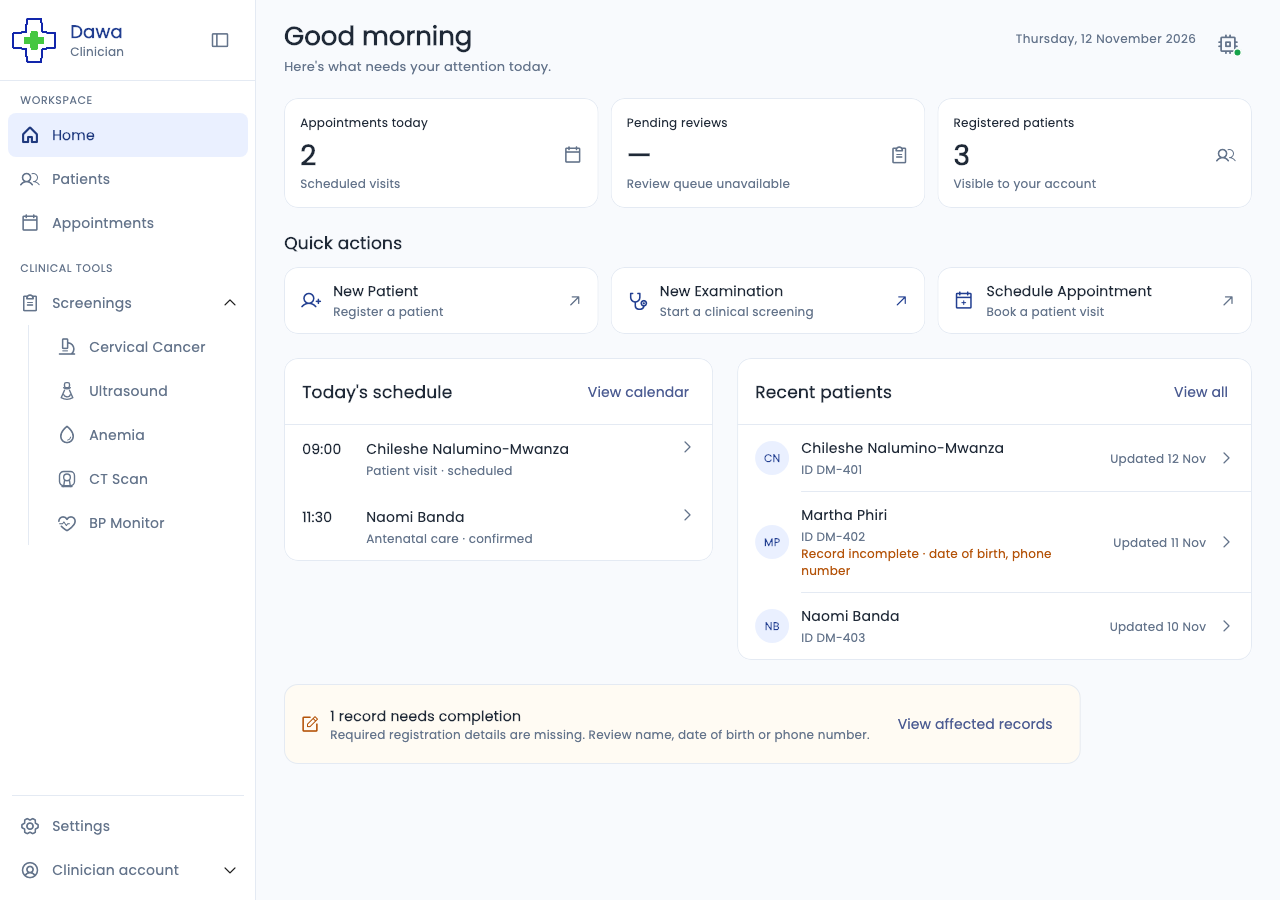 Dawa
Clinician
WORKSPACE
Home
Patients
Appointments
CLINICAL TOOLS
Screenings
Cervical Cancer
Ultrasound
Anemia
CT Scan
BP Monitor
Settings
Clinician account
Good morning
Here's what needs your attention today.
Thursday, 12 November 2026
Appointments today
2
Scheduled visits
Pending reviews
—
Review queue unavailable
Registered patients
3
Visible to your account
Quick actions
New Patient
Register a patient
New Examination
Start a clinical screening
Schedule Appointment
Book a patient visit
Today's schedule
View calendar
09:00
Chileshe Nalumino-Mwanza
Patient visit · scheduled
11:30
Naomi Banda
Antenatal care · confirmed
Recent patients
View all
CN
Chileshe Nalumino-Mwanza
ID DM-401
Updated 12 Nov
MP
Martha Phiri
ID DM-402
Record incomplete · date of birth, phone
number
Updated 11 Nov
NB
Naomi Banda
ID DM-403
Updated 10 Nov
1 record needs completion
Required registration details are missing. Review name, date of birth or phone number.
View affected records